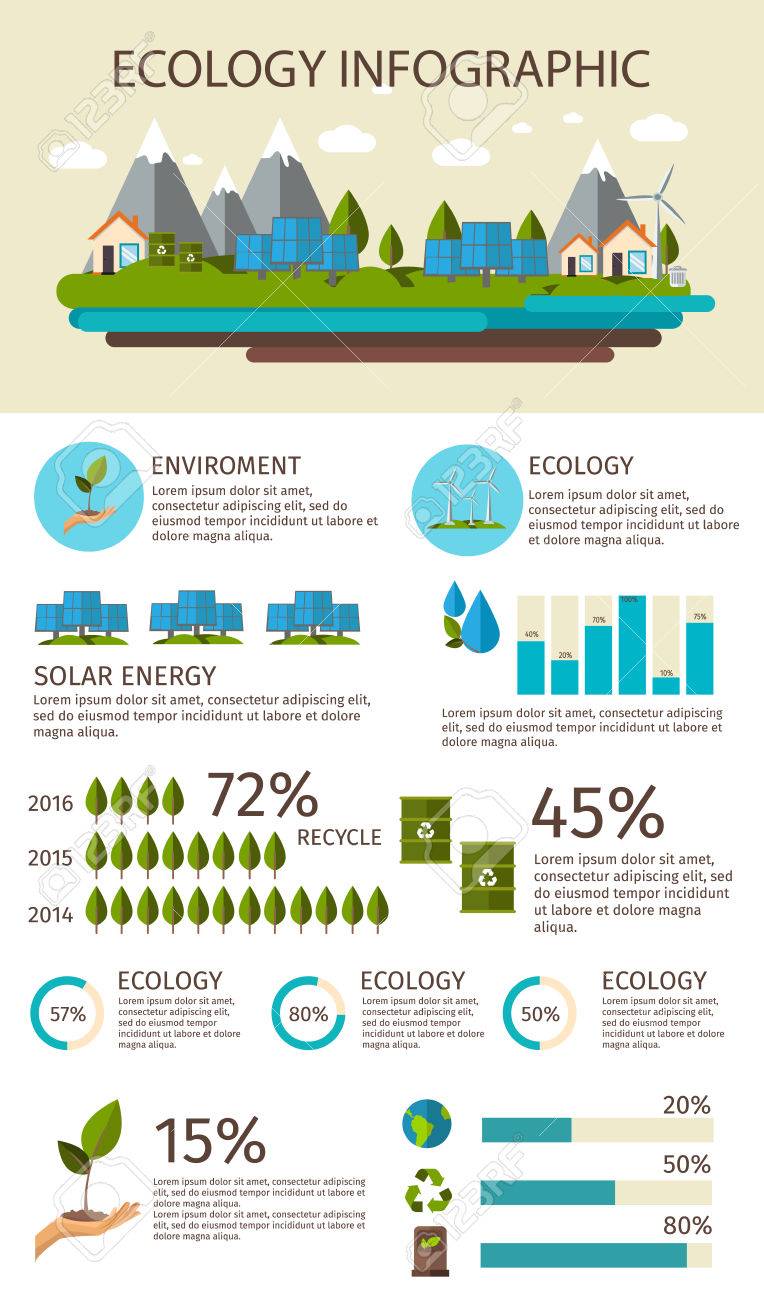 ECOLOGY INFOGRAPHIC
ENVIROMENT
Lorem ipsum dolor sit amet,
consectetur adipiscing elit, sed do
eiusmod tempor incididunt ut labore et
dolore magna aliqua.
ECOLOGY
Lorem ipsum dolor sit amet,
consectetur adipiscing elit, sed do
eiusmod tempor incididunt ut labore et
dolore magna aliqua.
SOLAR ENERGY
Lorem ipsum dolor sit amet, consectetur adipiscing elit,
sed do eiusmod tempor incididunt ut labore et dolore
magna aliqua.
40%
20%
70%
100%
10%
75%
Lorem ipsum dolor sit amet, consectetur adipiscing
elit, sed do eiusmod tempor incididunt ut labore et
dolore magna aliqua.
2016
72%
RECYCLE
2015
2014
45%
Lorem ipsum dolor sit amet,
consectetur adipiscing elit, sed
do eiusmod tempor incididunt
ut labore et dolore magna
aliqua.
57%
ECOLOGY
Lorem ipsum dolor sit amet,
consectetur adipiscing elit,
sed do eiusmod tempor
incididunt ut labore et dolore
magna aliqua.
80%
ECOLOGY
Lorem ipsum dolor sit amet,
consectetur adipiscing elit,
sed do eiusmod tempor
incididunt ut labore et dolore
magna aliqua.
50%
ECOLOGY
Lorem ipsum dolor sit amet,
consectetur adipiscing elit,
sed do eiusmod tempor
incididunt ut labore et dolore
magna aliqua.
15%
Lorem ipsum dolor sit amet, consectetur adipiscing
elit, sed do eiusmod tempor incididunt ut labore et
dolore magna aliqua.
Lorem ipsum dolor sit amet, consectetur adipiscing
elit, sed do eiusmod tempor incididunt ut labore et
dolore magna aliqua.
20%
50%
80%
123RF
123RF
123RF
123RF
123RF